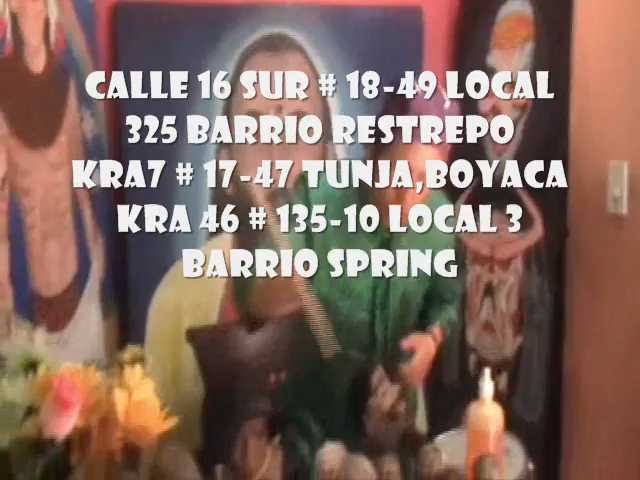 CALLE 16 SUR # 18-49 LOCAL
325 BARRIO RESTREPO
KRA7 # 17-47 TUNJA,BOYACA
KRA 46 # 135-10 LOCAL 3
BARRIO SPRING